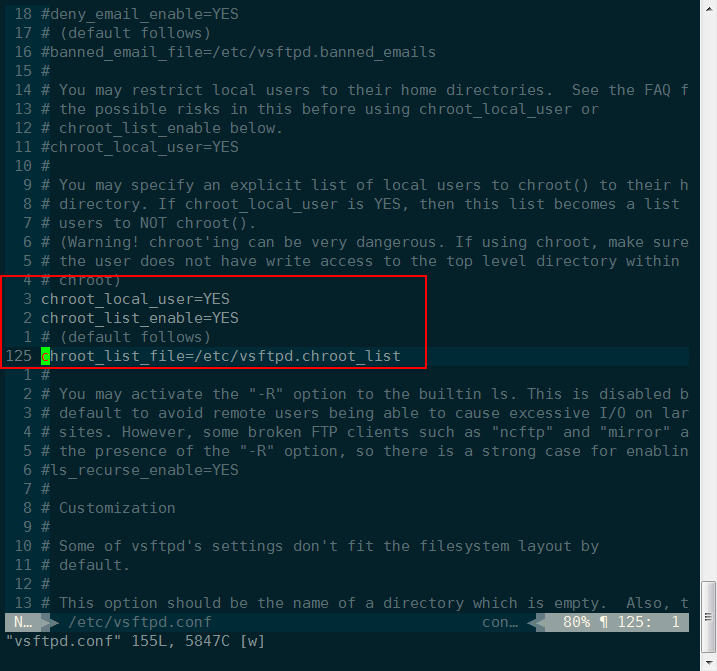 18 #deny_email_enable=YES
17 # (default follows)
16 #banned_email_file=/etc/vsftpd.banned_emails
15 #
14 # You may restrict local users to their home directories.  See the FAQ f
13 # the possible risks in this before using chroot_local_user or
12 # chroot_list_enable below.
11 #chroot_local_user=YES
10 #
9 # You may specify an explicit list of local users to chroot() to their h
8 # directory. If chroot_local_user is YES, then this list becomes a list
7 # users to NOT chroot().
6 # (Warning! chroot'ing can be very dangerous. If using chroot, make sure
5 # the user does not have write access to the top level directory within
4 # chroot)
3 chroot_local_user=YES
2 chroot_list_enable=YES
1 # (default follows)
125 chroot_list_file=/etc/vsftpd.chroot_list
1 #
2 # You may activate the "-R" option to the builtin ls. This is disabled b
3 # default to avoid remote users being able to cause excessive I/O on lar
4 # sites. However, some broken FTP clients such as "ncftp" and "mirror" a
5 # the presence of the "-R" option, so there is a strong case for enablin
6 #ls_recurse_enable=YES
7 #
8 # Customization
9 #
10 # Some of vsftpd's settings don't fit the filesystem layout by
11 # default.
12 #
13 # This option should be the name of a directory which is empty.  Also, t
N… /etc/vsftpd.conf con… 80% ¶ 125:  1
"vsftpd.conf" 155L, 5847C [w]